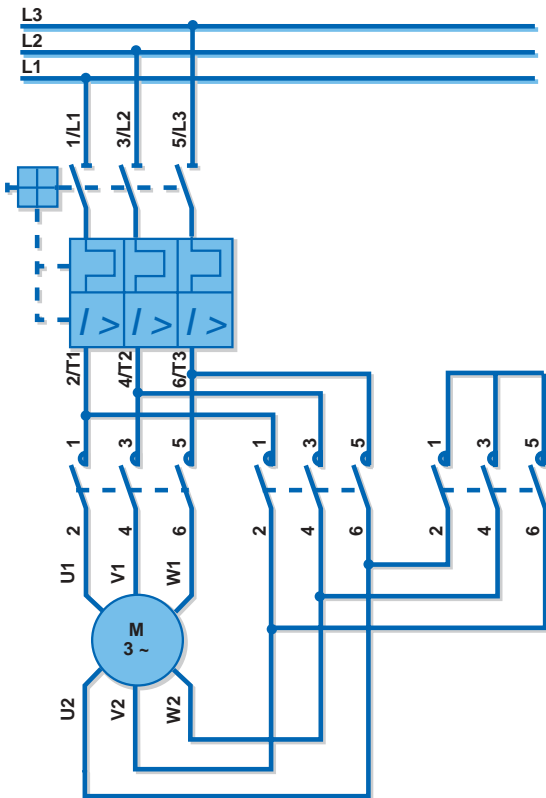 L3
L2
L1
1/L1 3/L2 5/L3
I > I > I >
2/T1 4/T2 6/T3
1 3 5 1 3 5 1 3 5
2 4 6 2 4 6 2 4 6
U1 V1 W1
M
3 ~
U2 V2 W2